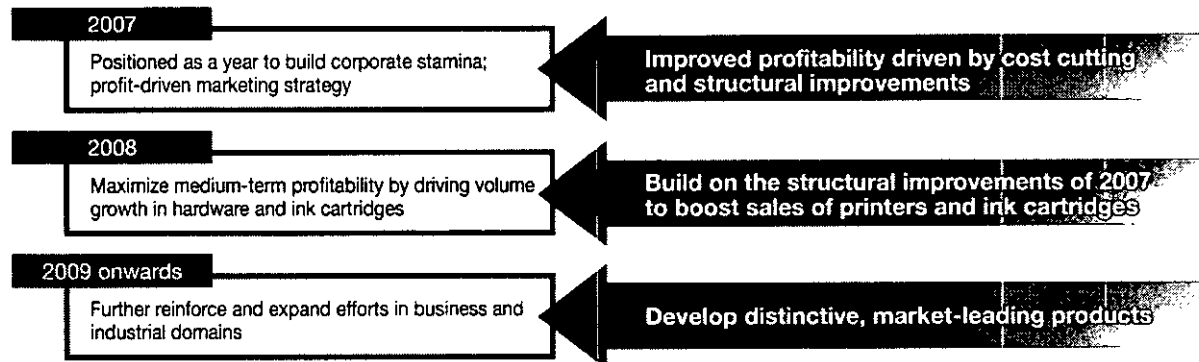 2007
Positioned as a year to build corporate stamina;
profit-driven marketing strategy
Improved profitability driven by cost cutting
and structural improvements
2008
Maximize medium-term profitability by driving volume
growth in hardware and ink cartridges
Build on the structural improvements of 2007
to boost sales of printers and ink cartridges
2009 onwards
Further reinforce and expand efforts in business and
industrial domains
Develop distinctive, market-leading products